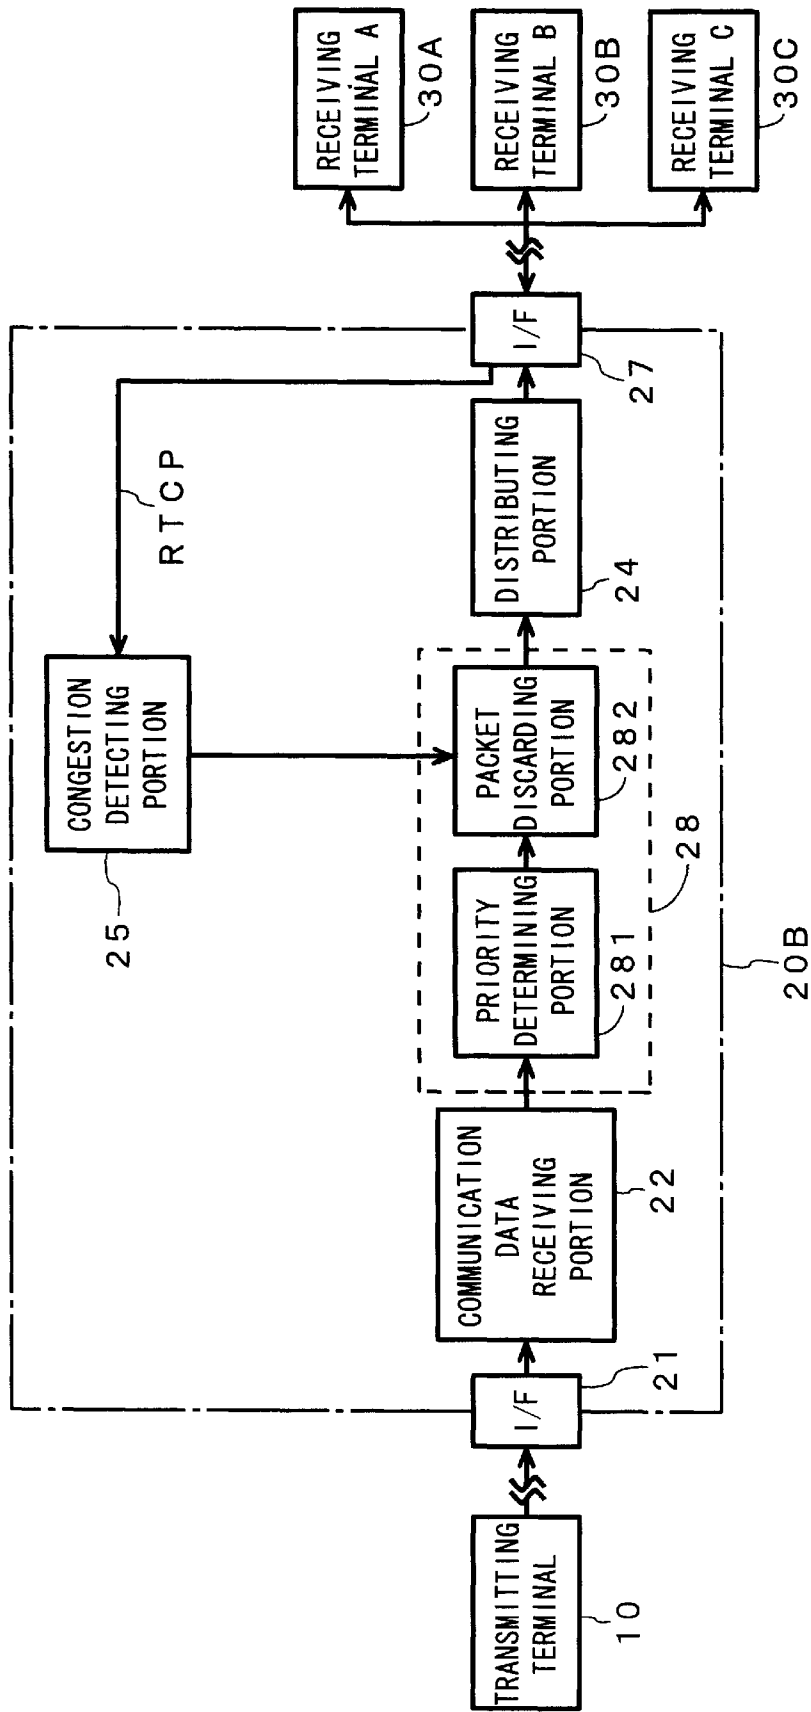 TRANSMITTING
TERMINAL
10
I/F
21
COMMUNICATION
DATA
RECEIVING
PORTION
22
PRIORITY
DETERMINING
PORTION
281
PACKET
DISCARDING
PORTION
282
28
CONGESTION
DETECTING
PORTION
25
RTCP
DISTRIBUTING
PORTION
24
I/F
27
20B
RECEIVING
TERMINAL A
30A
RECEIVING
TERMINAL B
30B
RECEIVING
TERMINAL C
30C